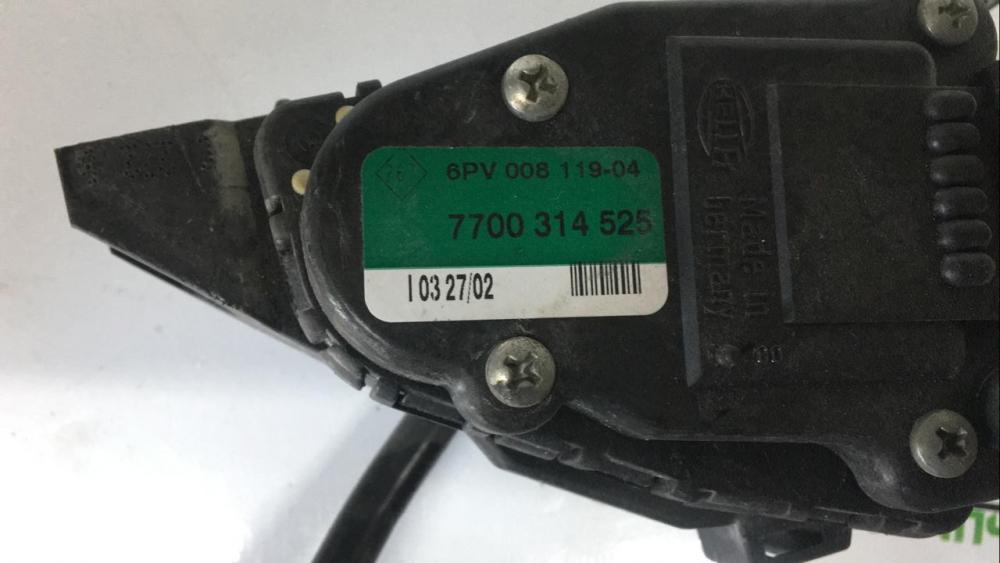 6PV 008 119-04
7700 314 525
I 03 27/02
HELLA
Made in
Germany